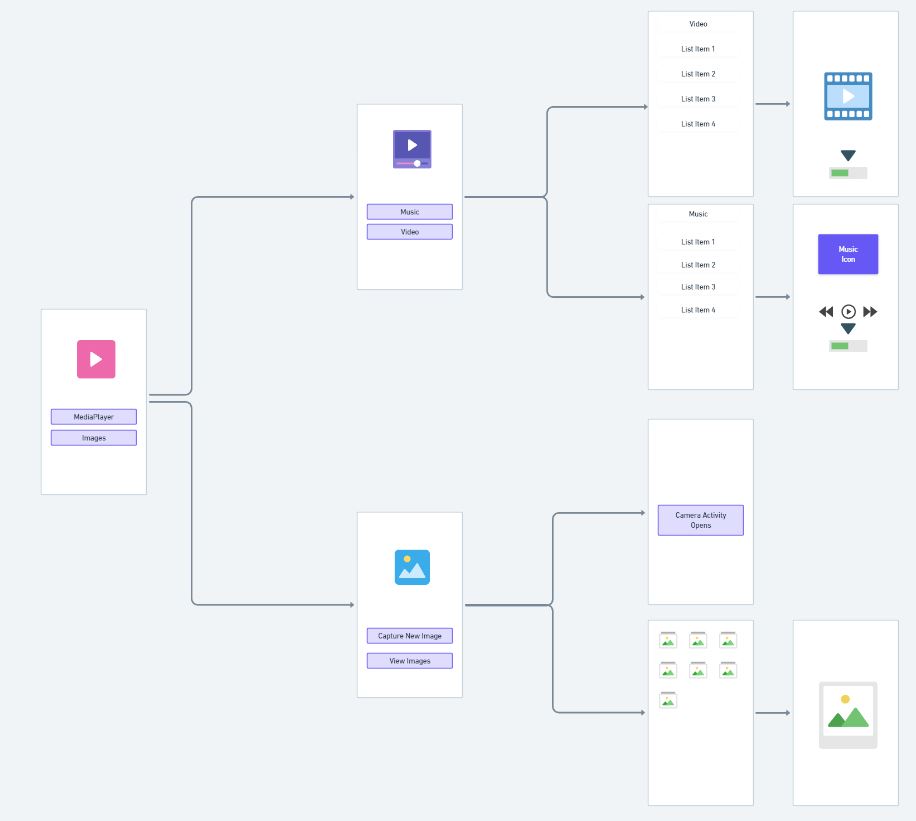 MediaPlayer
Images
Music
Video
Video
List Item 1
List Item 2
List Item 3
List Item 4
Music
List Item 1
List Item 2
List Item 3
List Item 4
Music
Icon
Capture New Image
View Images
Camera Activity
Opens